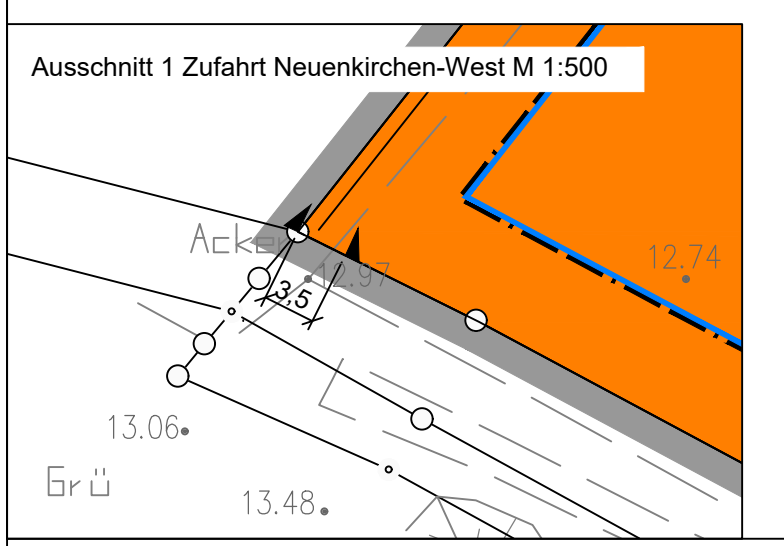 Ausschnitt 1 Zufahrt Neuenkirchen-West M 1:500
Acker
12.97
12.74
3,5
13.06
Grü
13.48